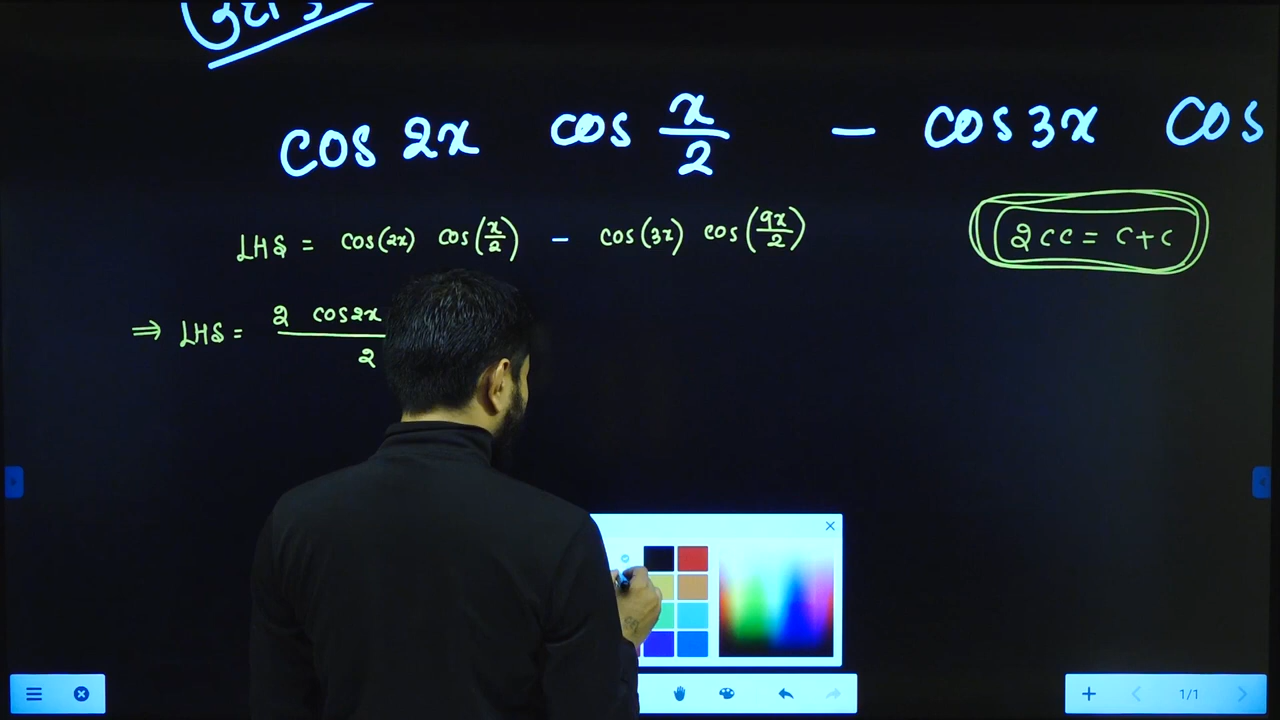 cos 2x cos x/2 - cos 3x cos
LHS = cos(2x) cos(x/2) - cos(3x) cos(9x/2)
2 C C = C + C
⇒ LHS = 2 cos2x / 2
1/1